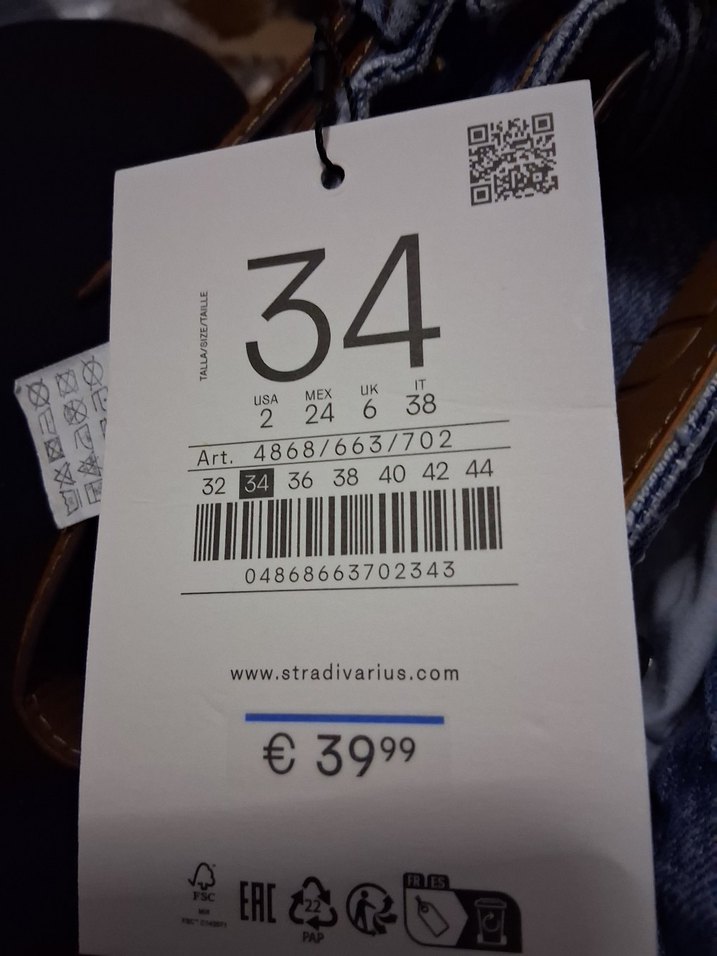 TALLA/SIZE/TAILLE
34
USA MEX UK IT
2 24 6 38
Art. 4868/663/702
32 34 36 38 40 42 44
04868663702343
www.stradivarius.com
€ 39⁹⁹
FSC
MIX
EAC
22
PAP
FR ES